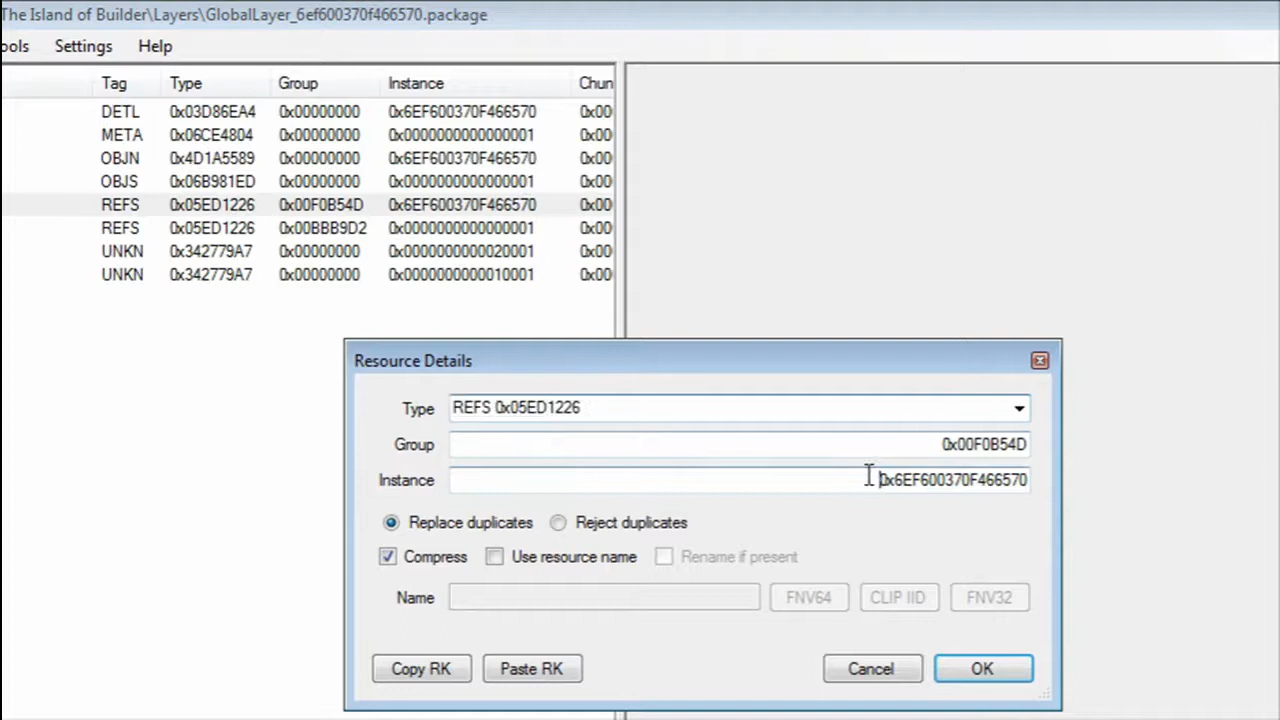 The Island of Builder\Layers\GlobalLayer_6ef600370f466570.package
ools Settings Help
Tag Type Group Instance Chun
DETL 0x03D86EA4 0x00000000 0x6EF600370F466570 0x00
META 0x06CE4804 0x00000000 0x0000000000000001 0x00
OBJN 0x4D1A5589 0x00000000 0x6EF600370F466570 0x00
OBJS 0x06B981ED 0x00000000 0x0000000000000001 0x00
REFS 0x05ED1226 0x00F0B54D 0x6EF600370F466570 0x00
REFS 0x05ED1226 0x00BBB9D2 0x0000000000000001 0x00
UNKN 0x342779A7 0x00000000 0x0000000000020001 0x00
UNKN 0x342779A7 0x00000000 0x0000000000010001 0x00
Resource Details
Type REFS 0x05ED1226
Group 0x00F0B54D
Instance 0x6EF600370F466570
Replace duplicates Reject duplicates
Compress Use resource name Rename if present
Name FNV64 CLIP IID FNV32
Copy RK Paste RK Cancel OK